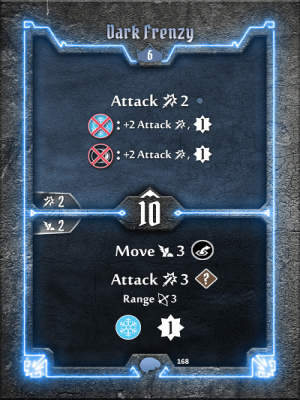 Dark Frenzy
6
Attack 2
: +2 Attack , 1
: +2 Attack , 1
2
10
2
Move 3
Attack 3 ?
Range 3
1
168